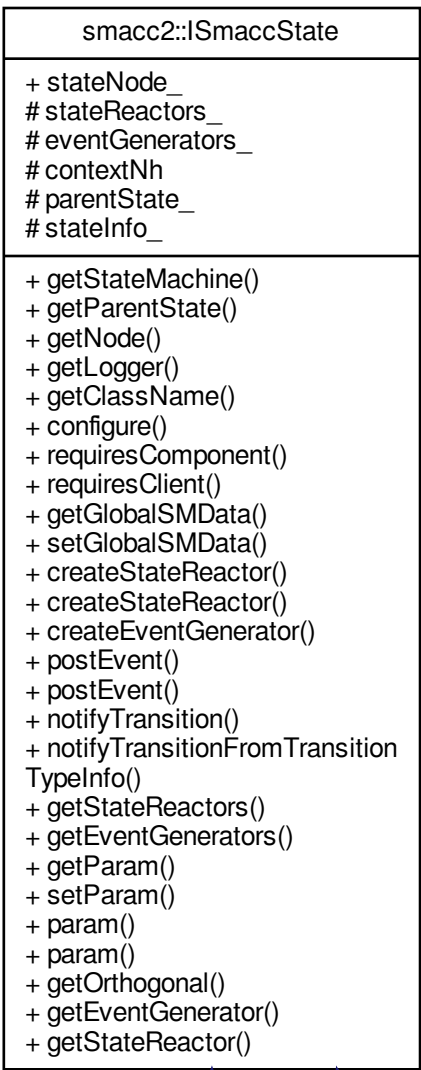 smacc2::ISmaccState
+ stateNode_
# stateReactors_
# eventGenerators_
# contextNh
# parentState_
# stateInfo_
+ getStateMachine()
+ getParentState()
+ getNode()
+ getLogger()
+ getClassName()
+ configure()
+ requiresComponent()
+ requiresClient()
+ getGlobalSMData()
+ setGlobalSMData()
+ createStateReactor()
+ createStateReactor()
+ createEventGenerator()
+ postEvent()
+ postEvent()
+ notifyTransition()
+ notifyTransitionFromTransition
TypeInfo()
+ getStateReactors()
+ getEventGenerators()
+ getParam()
+ setParam()
+ param()
+ param()
+ getOrthogonal()
+ getEventGenerator()
+ getStateReactor()